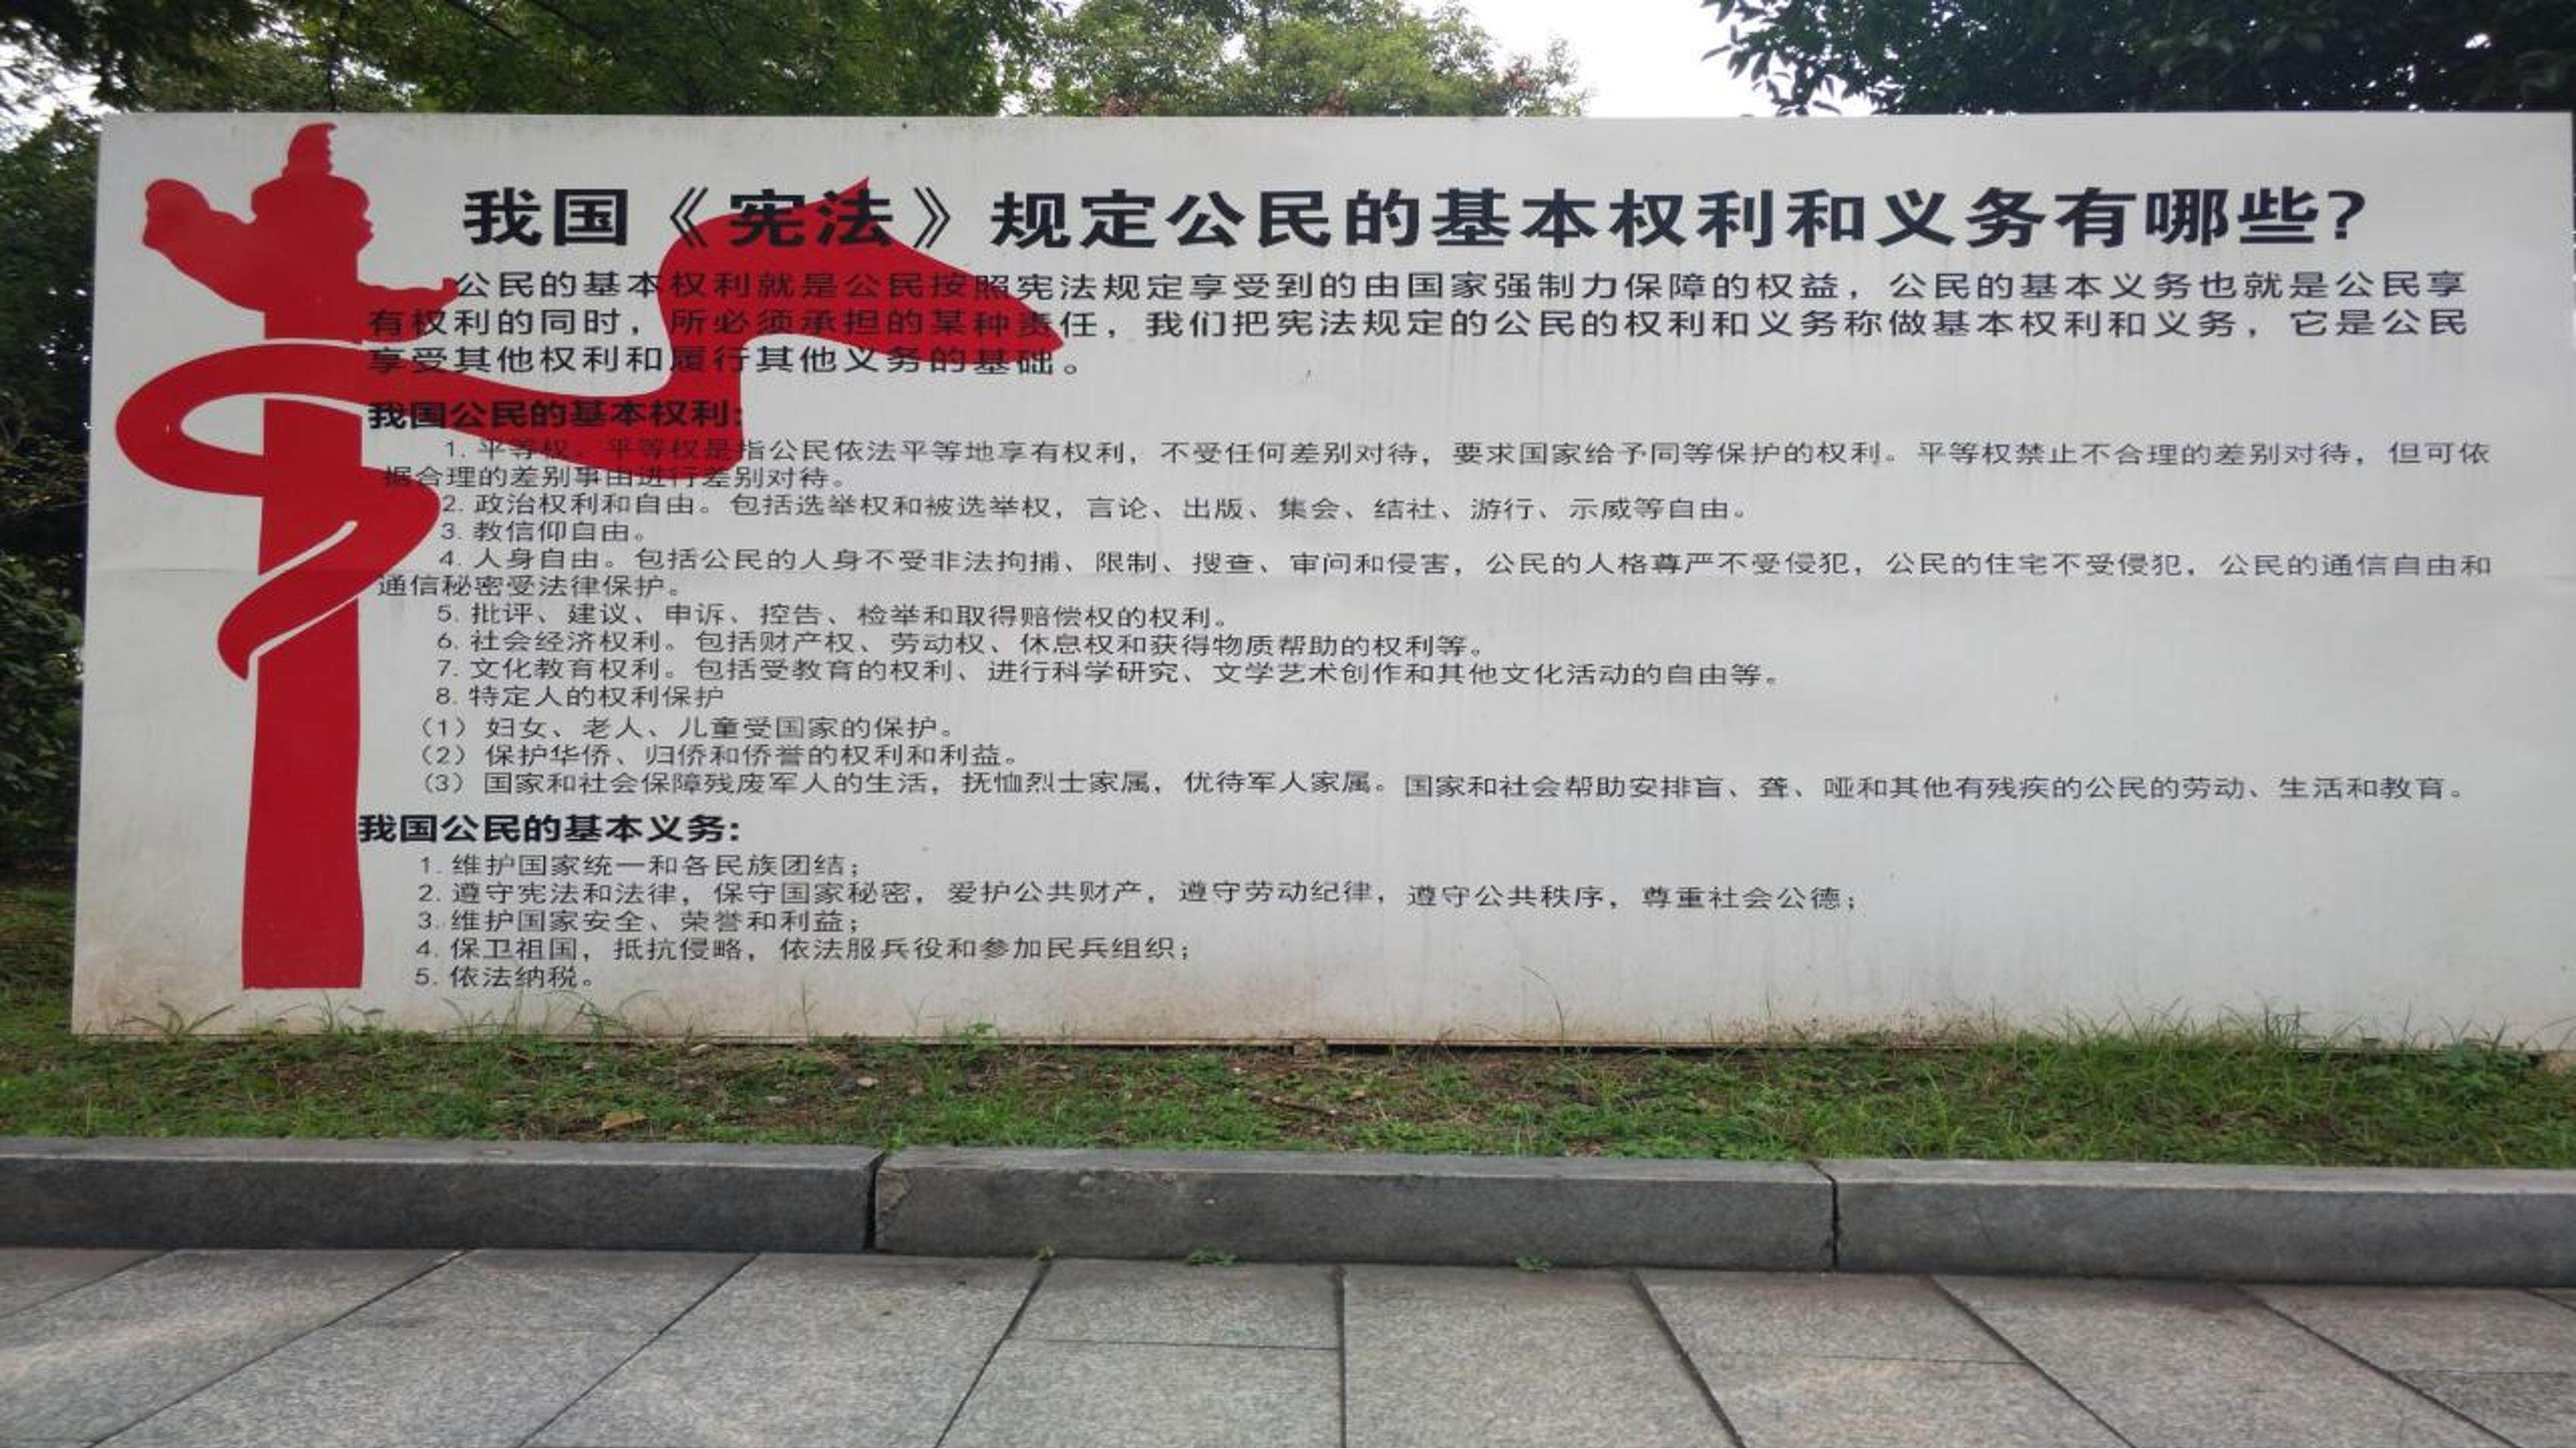 我国《宪法》规定公民的基本权利和义务有哪些?
公民的基本权利就是公民按照宪法规定享受到的由国家强制力保障的权益，公民的基本义务也就是公民享
有权利的同时，所必须承担的某种责任，我们把宪法规定的公民的权利和义务称做基本权利和义务，它是公民
享受其他权利和履行其他义务的基础。
我国公民的基本权利:
1. 平等权。平等权是指公民依法平等地享有权利，不受任何差别对待，要求国家给予同等保护的权利。平等权禁止不合理的差别对待，但可依
据合理的差别事由进行差别对待。
2. 政治权利和自由。包括选举权和被选举权，言论、出版、集会、结社、游行、示威等自由。
3. 教信仰自由。
4. 人身自由。包括公民的人身不受非法拘捕、限制、搜查、审问和侵害，公民的人格尊严不受侵犯，公民的住宅不受侵犯，公民的通信自由和
通信秘密受法律保护。
5. 批评、建议、申诉、控告、检举和取得赔偿权的权利。
6. 社会经济权利。包括财产权、劳动权、休息权和获得物质帮助的权利等。
7. 文化教育权利。包括受教育的权利、进行科学研究、文学艺术创作和其他文化活动的自由等。
8. 特定人的权利保护
（1）妇女、老人、儿童受国家的保护。
（2）保护华侨、归侨和侨誉的权利和利益。
（3）国家和社会保障残废军人的生活，抚恤烈士家属，优待军人家属。国家和社会帮助安排盲、聋、哑和其他有残疾的公民的劳动、生活和教育。
我国公民的基本义务:
1. 维护国家统一和各民族团结；
2. 遵守宪法和法律，保守国家秘密，爱护公共财产，遵守劳动纪律，遵守公共秩序，尊重社会公德；
3. 维护国家安全、荣誉和利益；
4. 保卫祖国，抵抗侵略，依法服兵役和参加民兵组织；
5. 依法纳税。